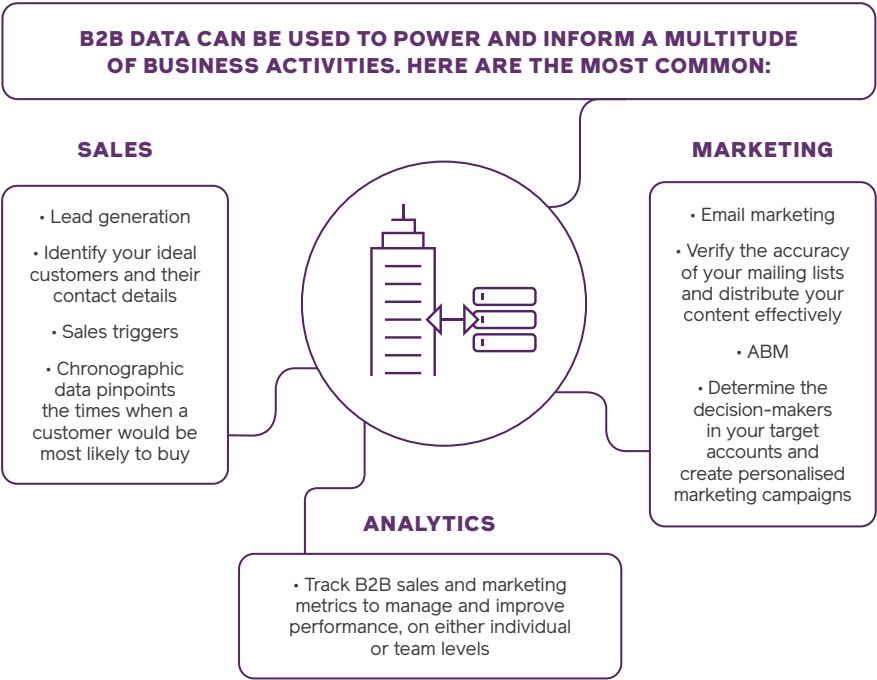 B2B DATA CAN BE USED TO POWER AND INFORM A MULTITUDE
OF BUSINESS ACTIVITIES. HERE ARE THE MOST COMMON:
SALES
• Lead generation
• Identify your ideal
customers and their
contact details
• Sales triggers
• Chronographic
data pinpoints
the times when a
customer would be
most likely to buy
MARKETING
• Email marketing
• Verify the accuracy
of your mailing lists
and distribute your
content effectively
• ABM
• Determine the
decision-makers
in your target
accounts and
create personalised
marketing campaigns
ANALYTICS
• Track B2B sales and marketing
metrics to manage and improve
performance, on either individual
or team levels